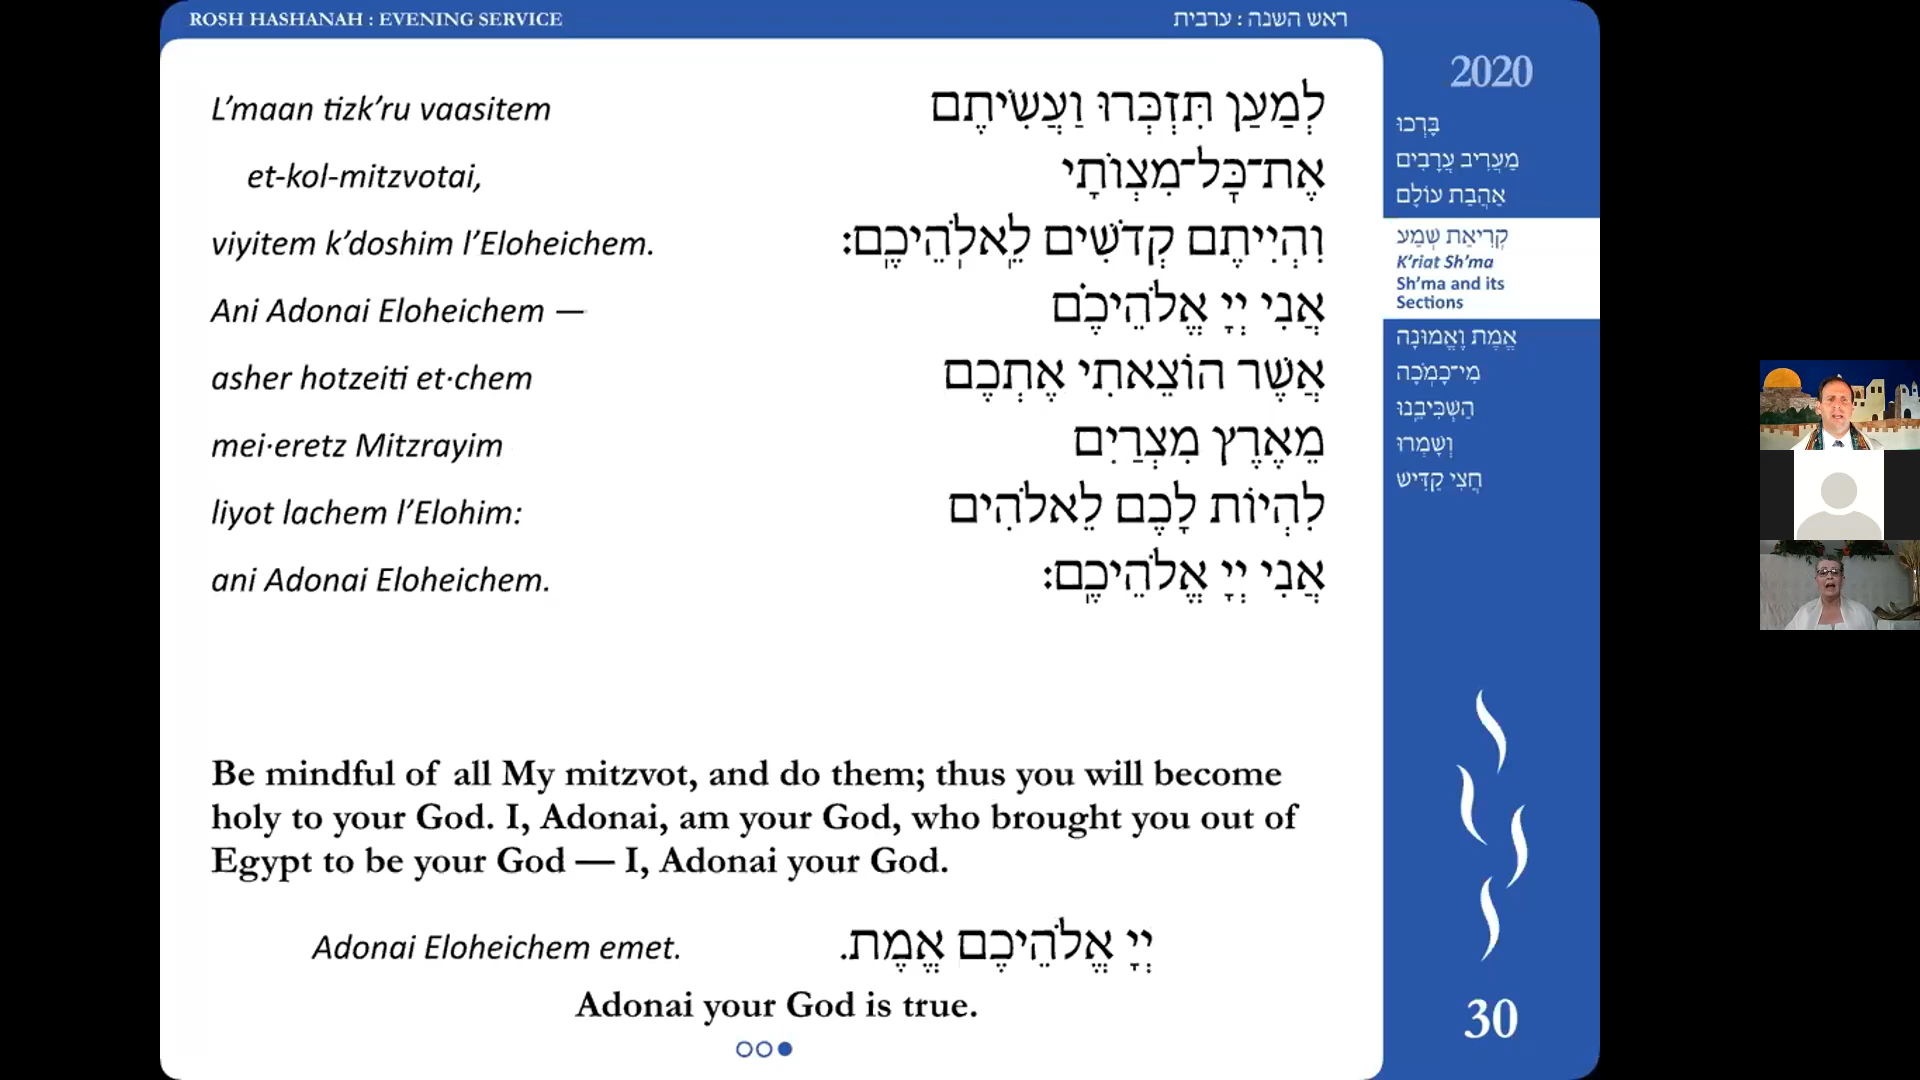 ROSH HASHANAH : EVENING SERVICE
ראש השנה : ערבית
L’maan tizk’ru vaasitem
et-kol-mitzvotai,
viyitem k’doshim l’Eloheichem.
Ani Adonai Eloheichem —
asher hotzeiti et·chem
mei·eretz Mitzrayim
liyot lachem l’Elohim:
ani Adonai Eloheichem.
לְמַעַן תִּזְכְּרוּ וַעֲשִׂיתֶם
אֶת־כָּל־מִצְוֹתָי
וִהְיִיתֶם קְדֹשִׁים לֵאלֹהֵיכֶֽם׃
אֲנִי יְיָ אֱלֹהֵיכֶם
אֲשֶׁר הוֹצֵאתִי אֶתְכֶם
מֵאֶרֶץ מִצְרַיִם
לִהְיוֹת לָכֶם לֵאלֹהִים
אֲנִי יְיָ אֱלֹהֵיכֶֽם׃
Be mindful of all My mitzvot, and do them; thus you will become
holy to your God. I, Adonai, am your God, who brought you out of
Egypt to be your God — I, Adonai your God.
Adonai Eloheichem emet.
יְיָ אֱלֹהֵיכֶם אֱמֶת.
Adonai your God is true.
2020
בָּרְכוּ
מַעֲרִיב עֲרָבִים
אַהֲבַת עוֹלָם
קְרִיאַת שְׁמַע
K’riat Sh’ma
Sh’ma and its
Sections
אֱמֶת וֶאֱמוּנָה
מִי־כָמֹכָה
הַשְׁכִּיבֵנוּ
וְשָׁמְרוּ
חֲצִי קַדִּישׁ
30